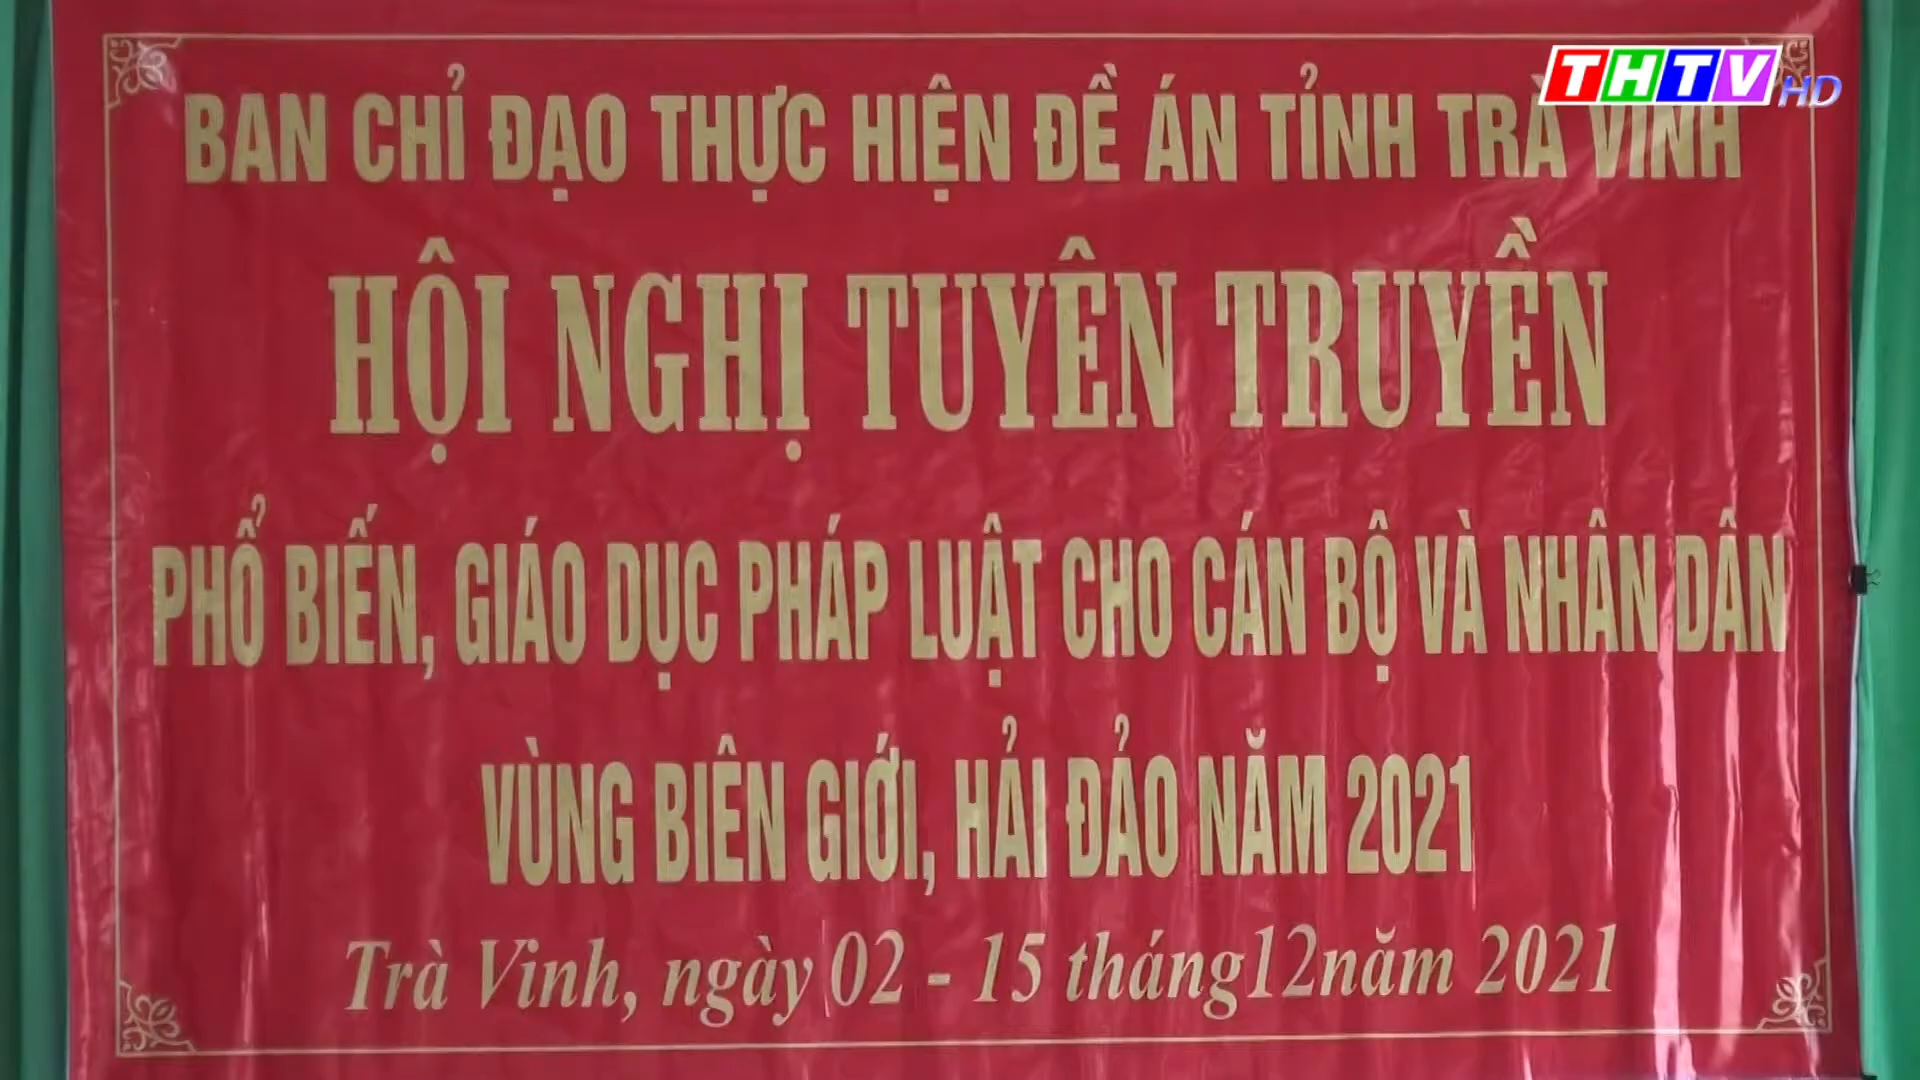 THTV HD
BAN CHỈ ĐẠO THỰC HIỆN ĐỀ ÁN TỈNH TRÀ VINH
HỘI NGHỊ TUYÊN TRUYỀN
PHỔ BIẾN, GIÁO DỤC PHÁP LUẬT CHO CÁN BỘ VÀ NHÂN DÂN
VÙNG BIÊN GIỚI, HẢI ĐẢO NĂM 2021
Trà Vinh, ngày 02 - 15 tháng12năm 2021